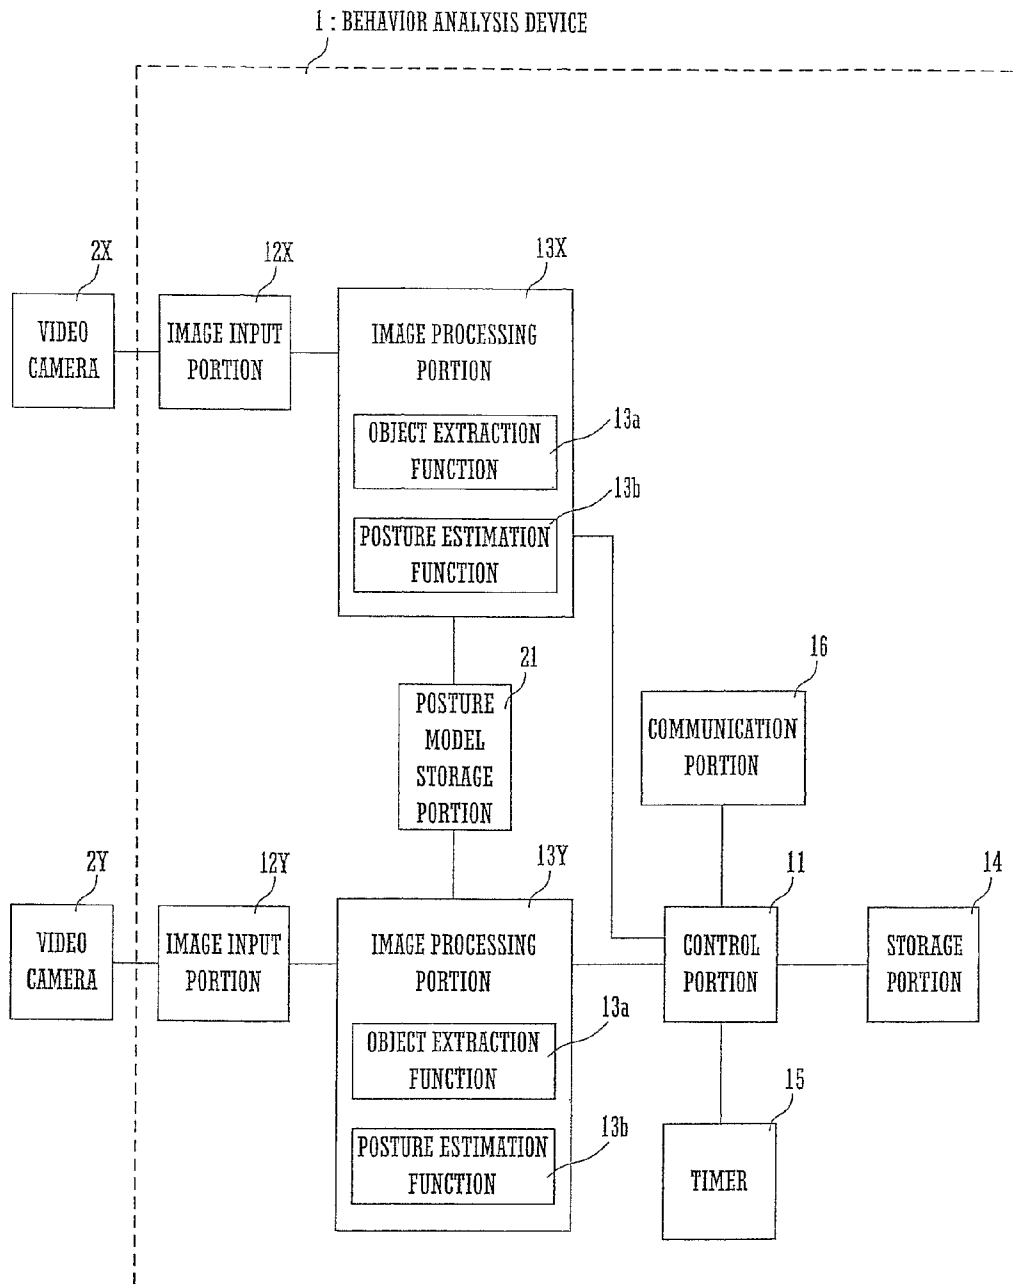 1 : BEHAVIOR ANALYSIS DEVICE
2X
12X
13X
VIDEO
CAMERA
IMAGE INPUT
PORTION
IMAGE PROCESSING
PORTION
13a
OBJECT EXTRACTION
FUNCTION
13b
POSTURE ESTIMATION
FUNCTION
21
POSTURE
MODEL
STORAGE
PORTION
16
COMMUNICATION
PORTION
2Y
12Y
13Y
11
14
VIDEO
CAMERA
IMAGE INPUT
PORTION
IMAGE PROCESSING
PORTION
CONTROL
PORTION
STORAGE
PORTION
13a
OBJECT EXTRACTION
FUNCTION
13b
POSTURE ESTIMATION
FUNCTION
15
TIMER